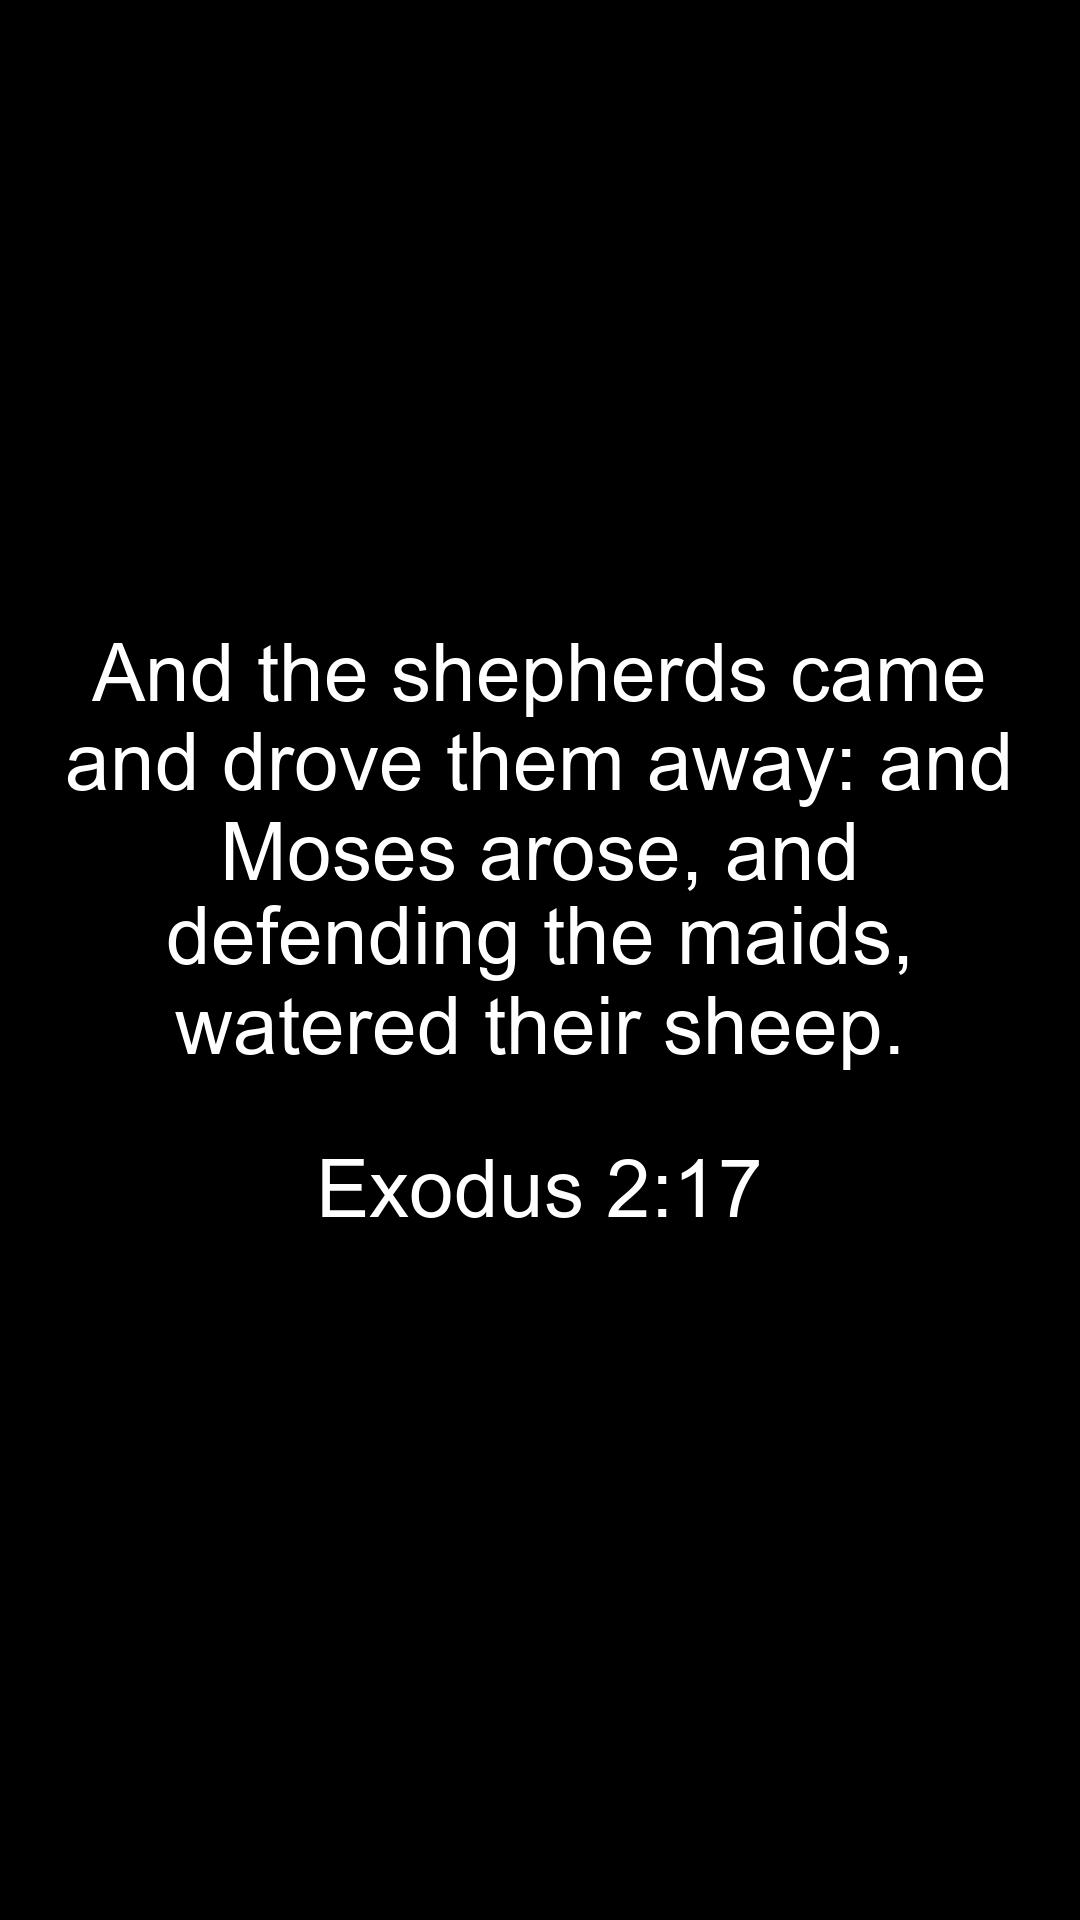 And the shepherds came
and drove them away: and
Moses arose, and
defending the maids,
watered their sheep.
Exodus 2:17